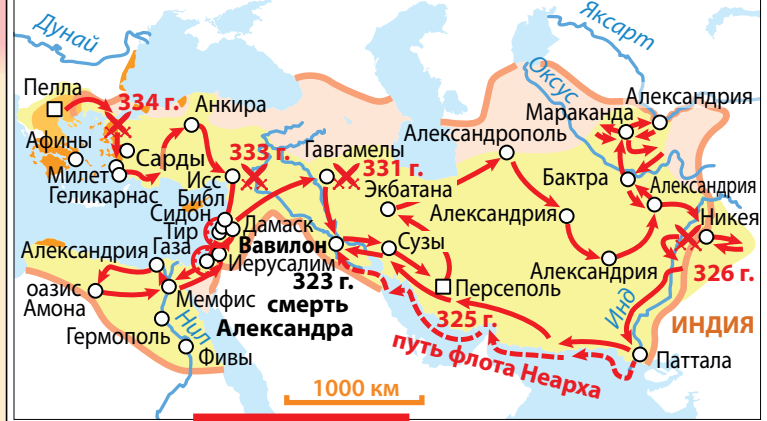 Дунай
Яксарт
Оксус
Пелла
334 г.
Анкира
Мараканда
Александрия
Афины
Сарды
333 г.
Гавгамелы
331 г.
Александрополь
Милет
Геликарнас
Исс
Библ
Сидон
Тир
Дамаск
Экбатана
Бактра
Александрия
Александрия
Никея
Александрия
Газа
Вавилон
Сузы
Иерусалим
Александрия
326 г.
оазис
Амона
Мемфис
323 г.
смерть
Александра
Персеполь
325 г.
Инд
ИНДИЯ
Гермополь
Нил
Фивы
путь флота Неарха
Паттала
1000 км